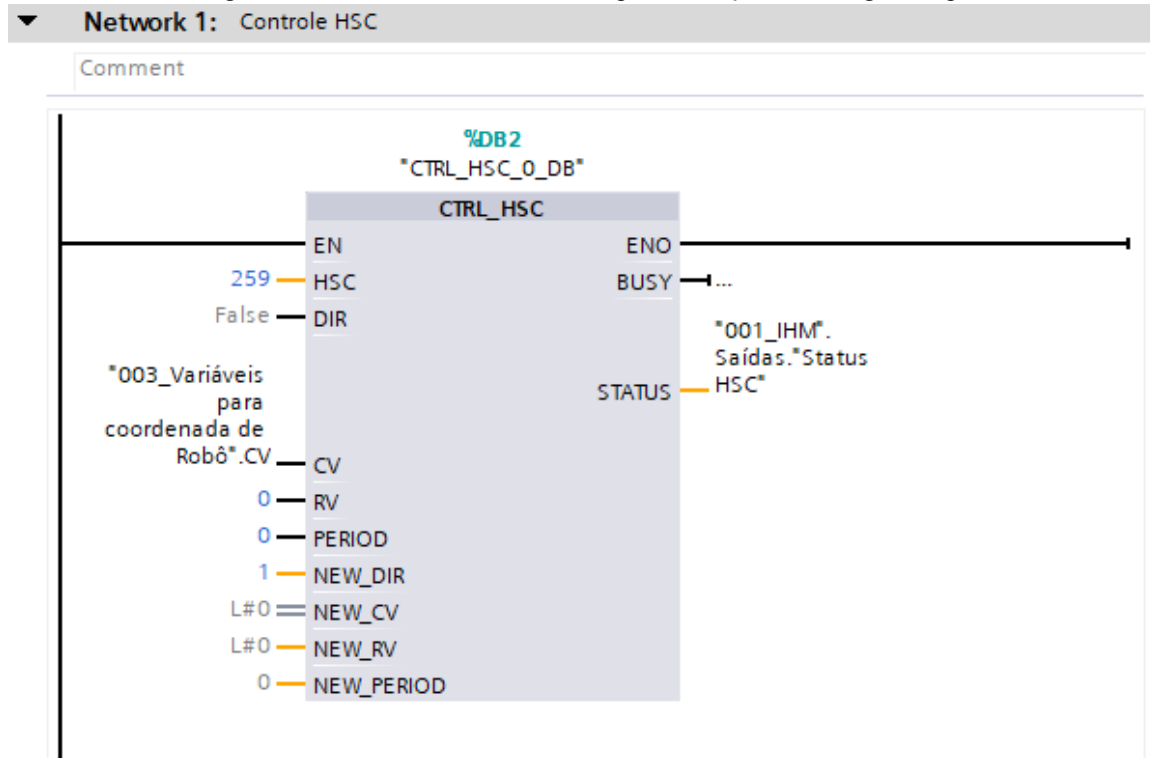 Network 1: Controle HSC
Comment
%DB2
"CTRL_HSC_0_DB"
CTRL_HSC
EN ENO
259 HSC BUSY ...
False DIR
"001_IHM".
Saídas."Status
STATUS HSC"
"003_Variáveis
para
coordenada de
Robô".CV CV
0 RV
0 PERIOD
1 NEW_DIR
L#0 NEW_CV
L#0 NEW_RV
0 NEW_PERIOD